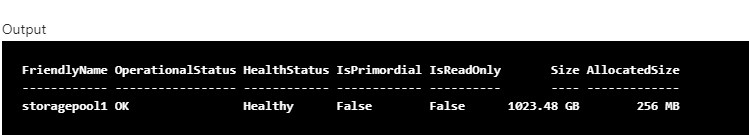 Output
FriendlyName OperationalStatus HealthStatus IsPrimordial IsReadOnly Size AllocatedSize
------------ ----------------- ------------ ------------ ---------- ---- -------------
storagepool1 OK Healthy False False 1023.48 GB 256 MB